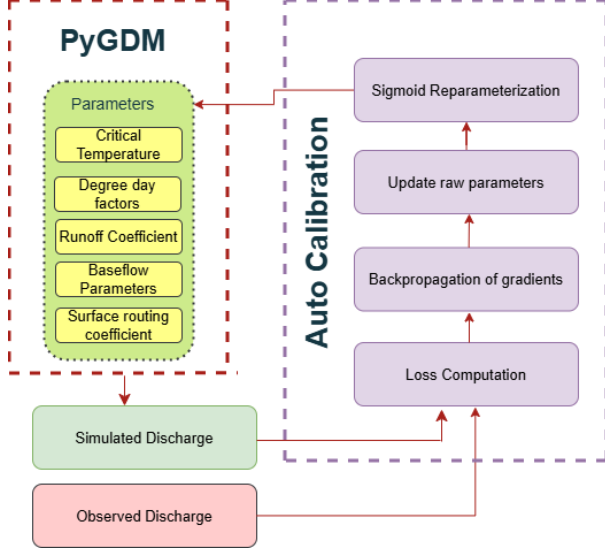 PyGDM
Parameters
Critical
Temperature
Degree day
factors
Runoff Coefficient
Baseflow
Parameters
Surface routing
coefficient
Simulated Discharge
Observed Discharge
Auto Calibration
Sigmoid Reparameterization
Update raw parameters
Backpropagation of gradients
Loss Computation